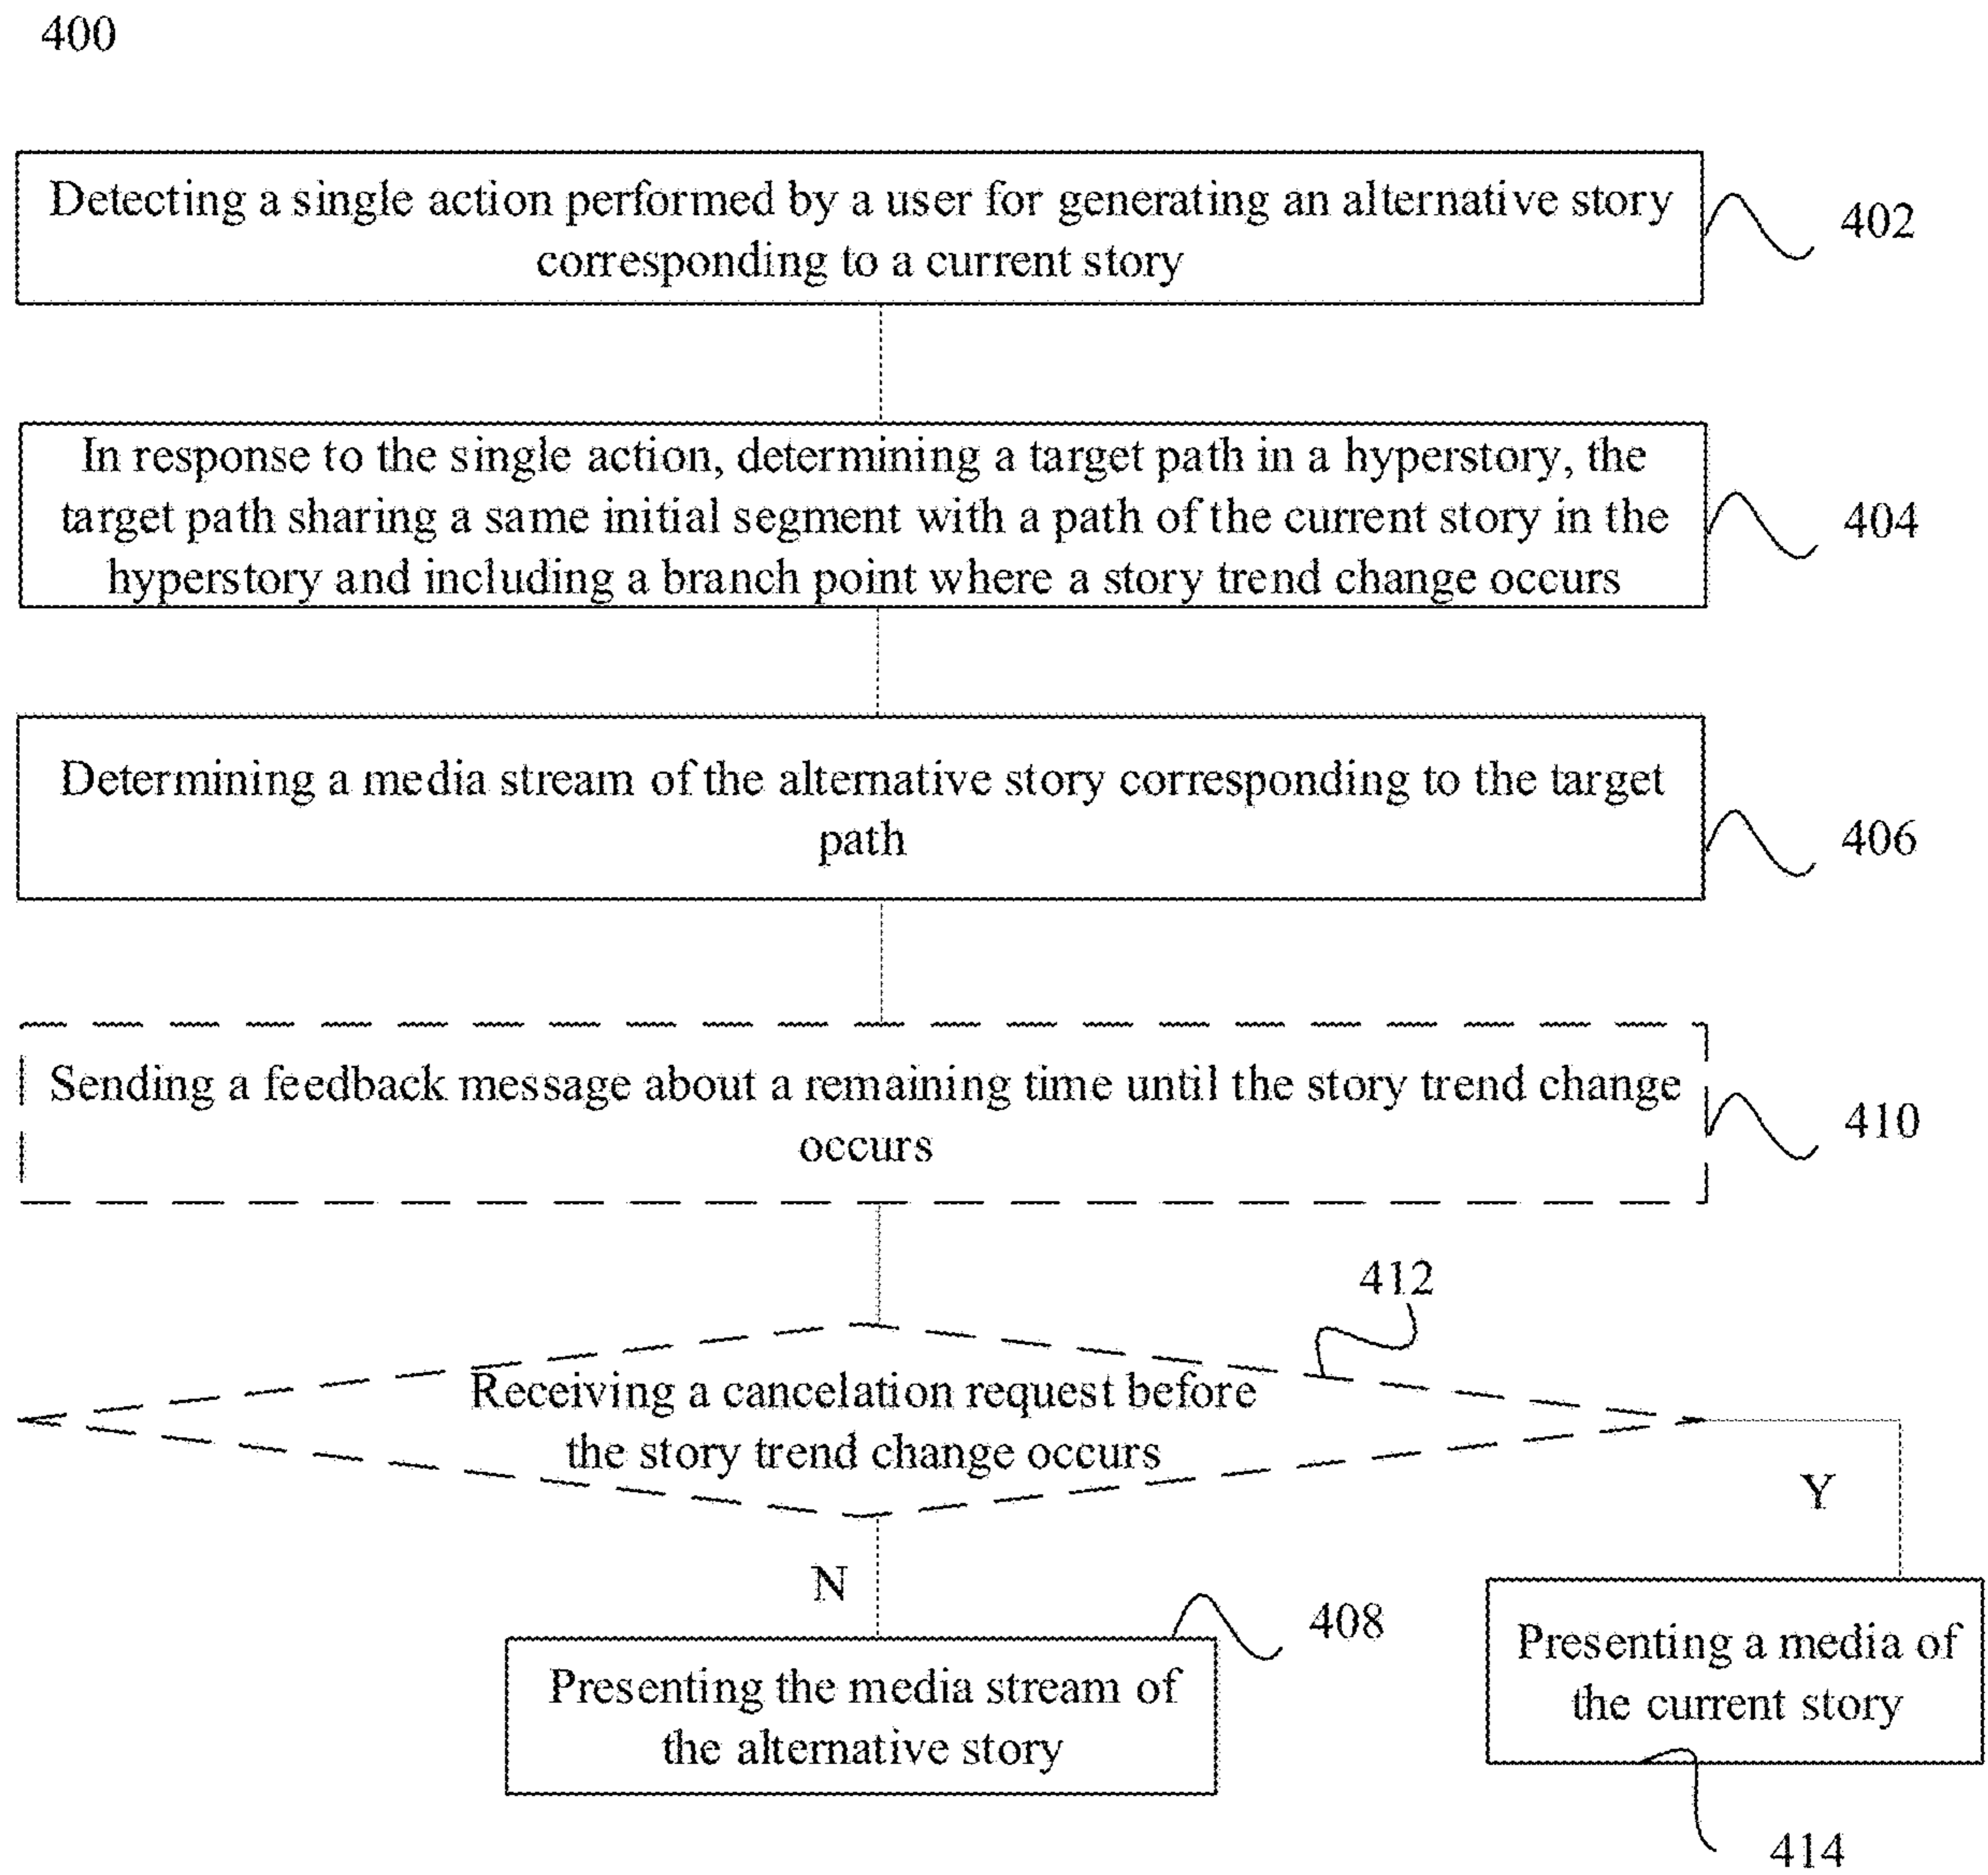 400
Detecting a single action performed by a user for generating an alternative story
corresponding to a current story
402
In response to the single action, determining a target path in a hyperstory, the
target path sharing a same initial segment with a path of the current story in the
hyperstory and including a branch point where a story trend change occurs
404
Determining a media stream of the alternative story corresponding to the target
path
406
Sending a feedback message about a remaining time until the story trend change
occurs
410
412
Receiving a cancelation request before
the story trend change occurs
Y
N
408
Presenting the media stream of
the alternative story
Presenting a media of
the current story
414